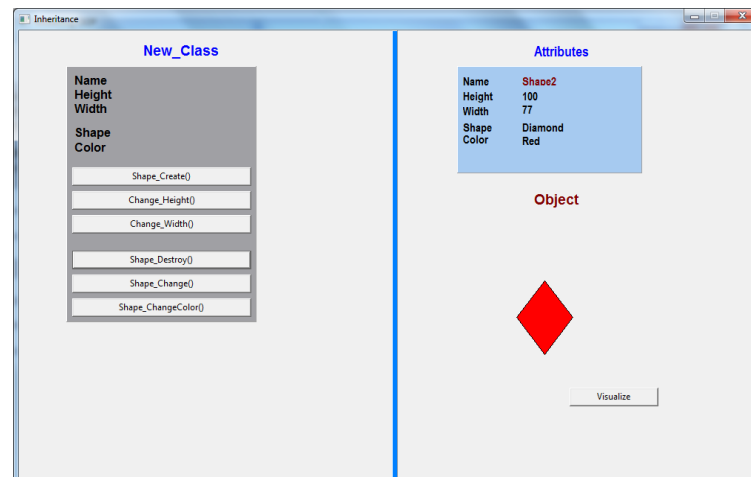 Inheritance
New_Class
Name
Height
Width
Shape
Color
Shape_Create()
Change_Height()
Change_Width()
Shape_Destroy()
Shape_Change()
Shape_ChangeColor()
Attributes
Name Shape2
Height 100
Width 77
Shape Diamond
Color Red
Object
Visualize